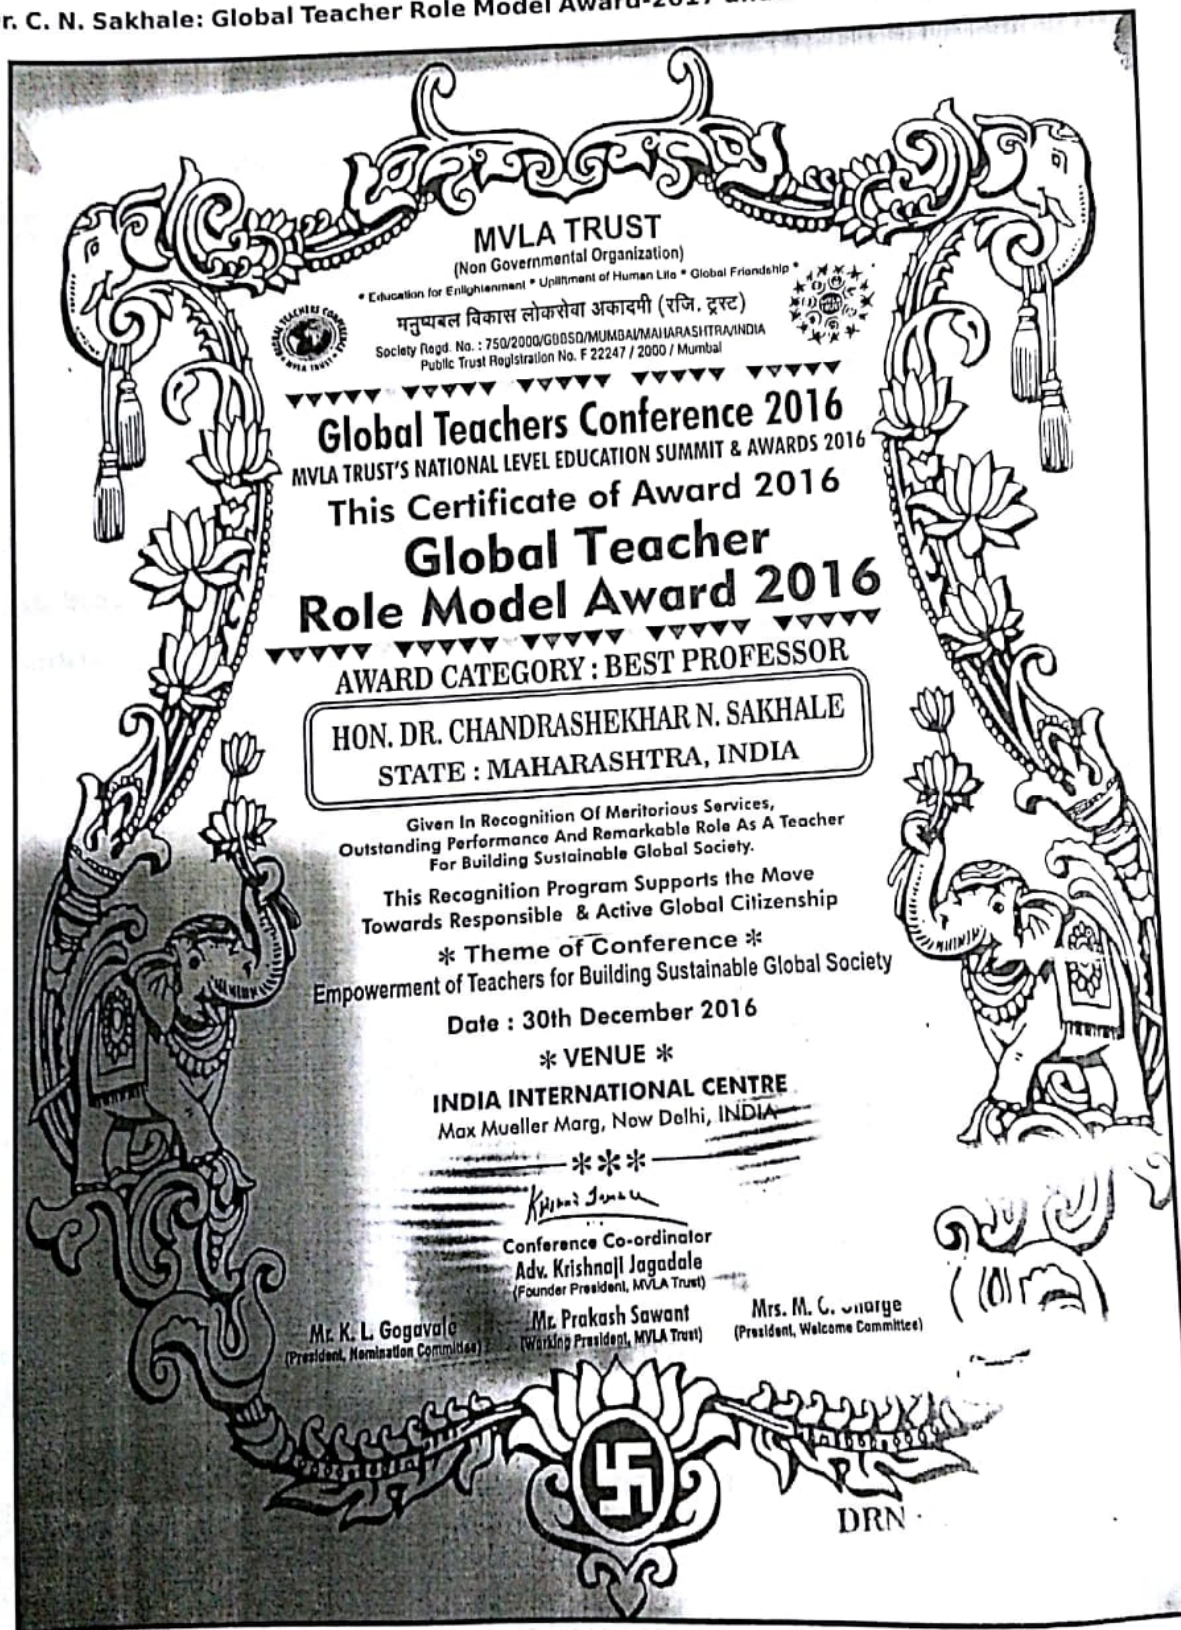 r. C. N. Sakhale: Global Teacher Role Model Award-2017
MVLA TRUST
(Non Governmental Organization)
* Education for Enlightenment * Upliftment of Human Life * Global Friendship *
मनुष्यबल विकास लोकसेवा अकादमी (रजि. ट्रस्ट)
Society Regd. No. : 750/2000/GBBSD/MUMBAI/MAHARASHTRA/INDIA
Public Trust Registration No. F 22247 / 2000 / Mumbai
Global Teachers Conference 2016
MVLA TRUST'S NATIONAL LEVEL EDUCATION SUMMIT & AWARDS 2016
This Certificate of Award 2016
Global Teacher
Role Model Award 2016
AWARD CATEGORY : BEST PROFESSOR
HON. DR. CHANDRASHEKHAR N. SAKHALE
STATE : MAHARASHTRA, INDIA
Given In Recognition Of Meritorious Services,
Outstanding Performance And Remarkable Role As A Teacher
For Building Sustainable Global Society.
This Recognition Program Supports the Move
Towards Responsible & Active Global Citizenship
* Theme of Conference *
Empowerment of Teachers for Building Sustainable Global Society
Date : 30th December 2016
* VENUE *
INDIA INTERNATIONAL CENTRE
Max Mueller Marg, New Delhi, INDIA
***
Conference Co-ordinator
Adv. Krishnaji Jagadale
(Founder President, MVLA Trust)
Mr. K. L. Gogavale
(President, Nomination Committee)
Mr. Prakash Sawant
(Working President, MVLA Trust)
Mrs. M. C.
(President, Welcome Committee)
DRN